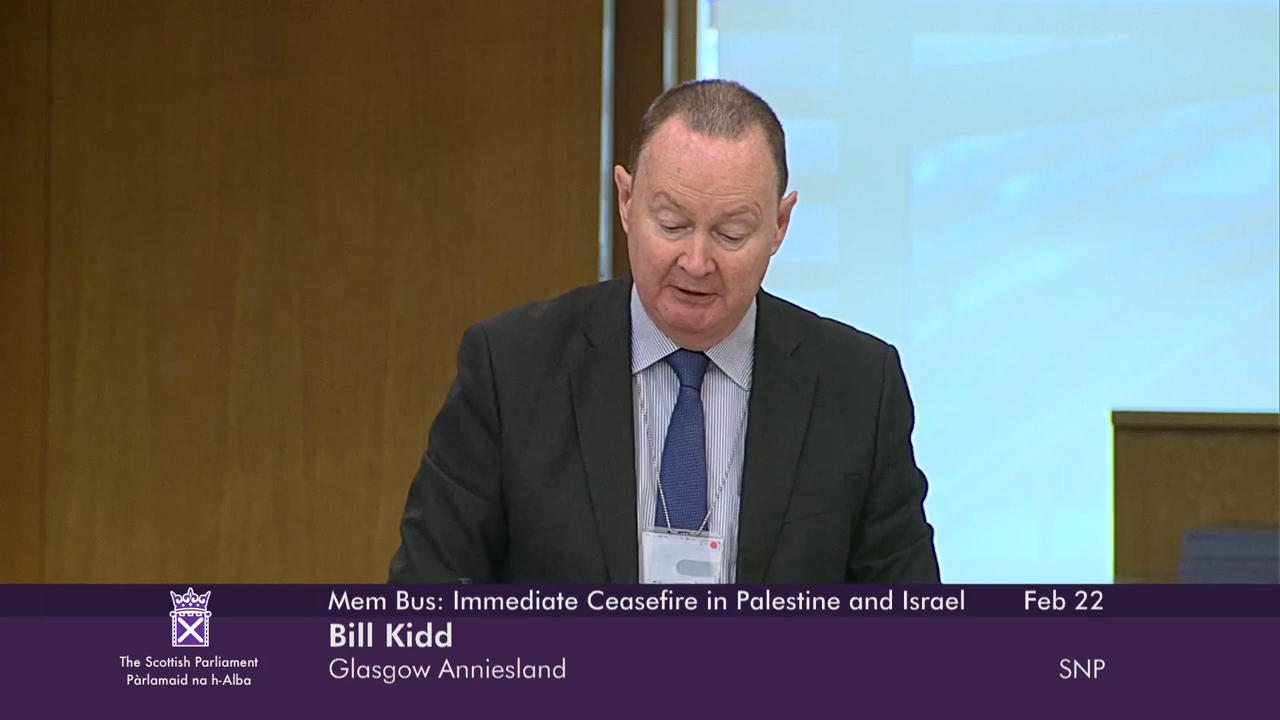 Mem Bus: Immediate Ceasefire in Palestine and Israel Feb 22
Bill Kidd
Glasgow Anniesland SNP
The Scottish Parliament
Pàrlamaid na h-Alba